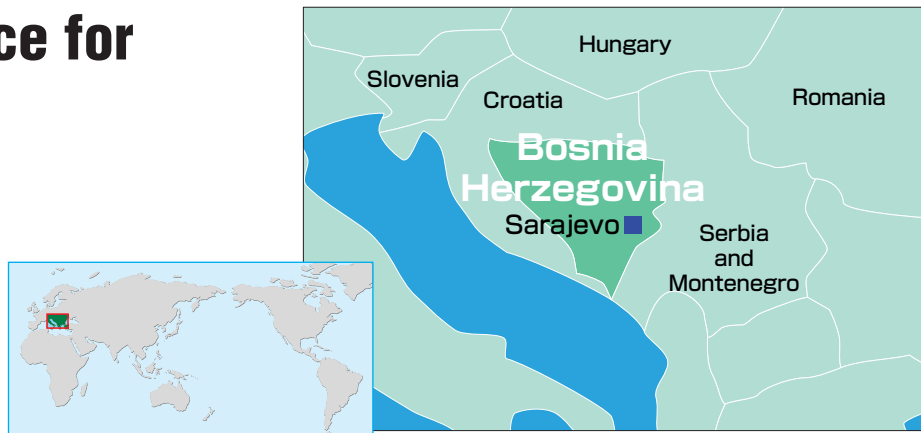 ce for
Hungary
Slovenia
Croatia
Romania
Bosnia
Herzegovina
Sarajevo
Serbia
and
Montenegro